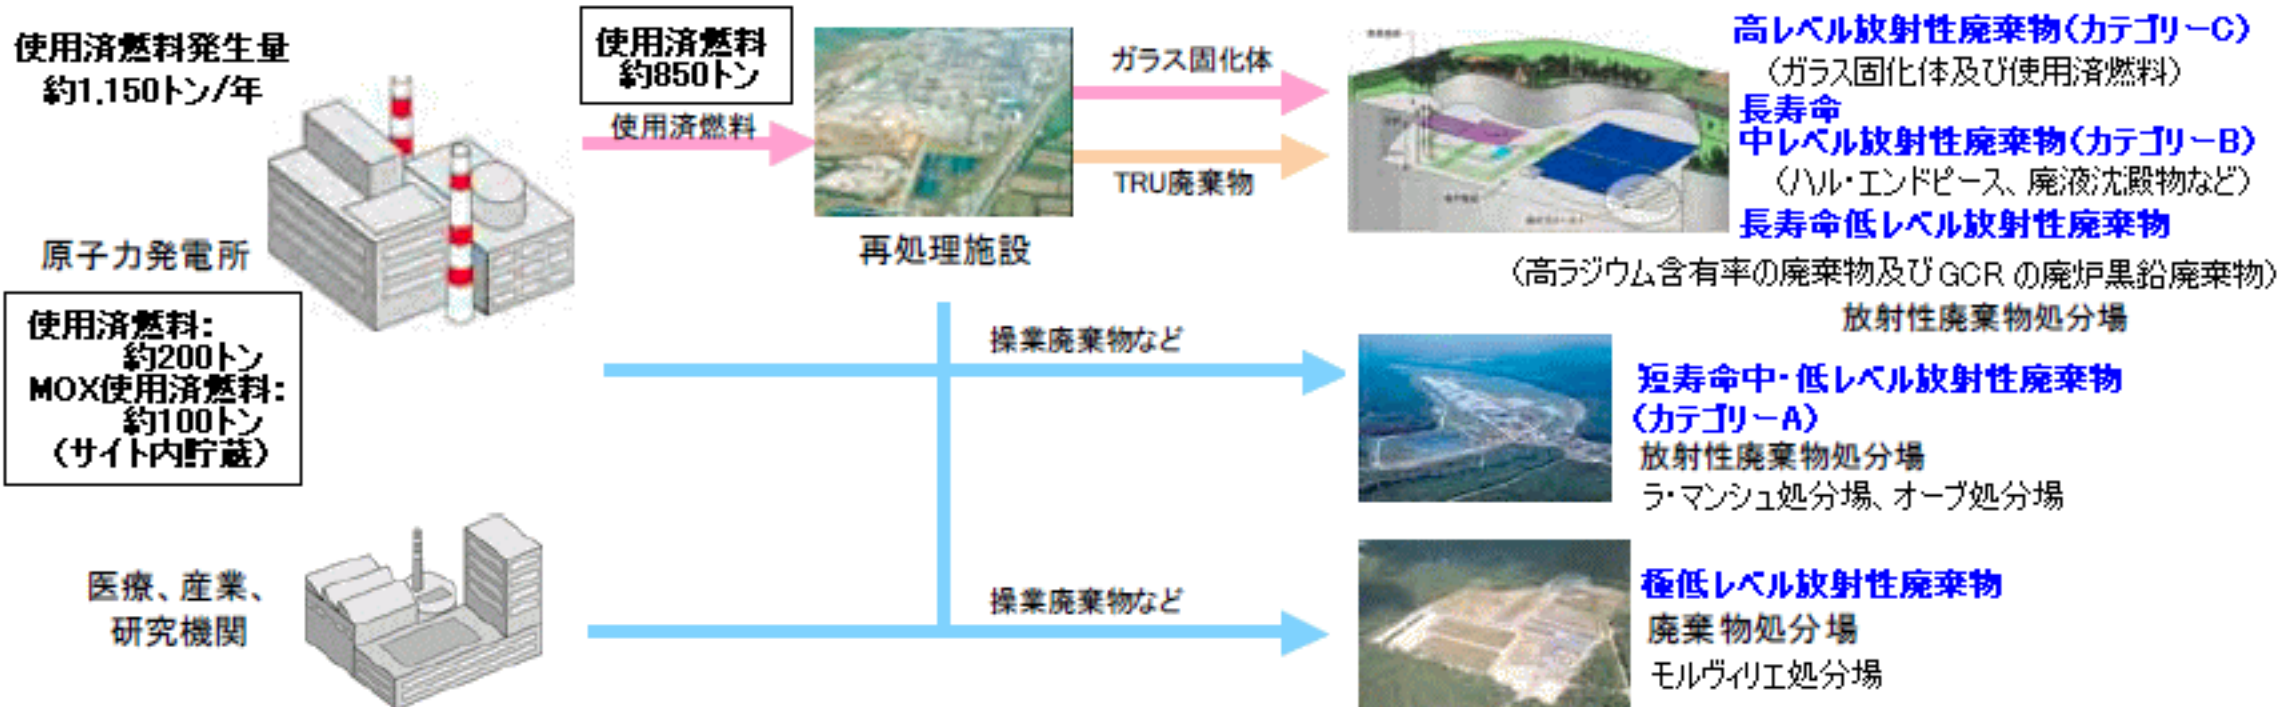 使用済燃料発生量
約1,150トン/年
原子力発電所
使用済燃料:
約200トン
MOX使用済燃料:
約100トン
(サイト内貯蔵)
医療、産業、
研究機関
使用済燃料
約850トン
使用済燃料
再処理施設
ガラス固化体
TRU廃棄物
操業廃棄物など
操業廃棄物など
高レベル放射性廃棄物(カテゴリーC)
(ガラス固化体及び使用済燃料)
長寿命
中レベル放射性廃棄物(カテゴリーB)
(ハル・エンドピース、廃液沈殿物など)
長寿命低レベル放射性廃棄物
(高ラジウム含有率の廃棄物及びGCRの廃炉黒鉛廃棄物)
放射性廃棄物処分場
短寿命中・低レベル放射性廃棄物
(カテゴリーA)
放射性廃棄物処分場
ラ・マンシュ処分場、オーブ処分場
極低レベル放射性廃棄物
廃棄物処分場
モルヴィリエ処分場